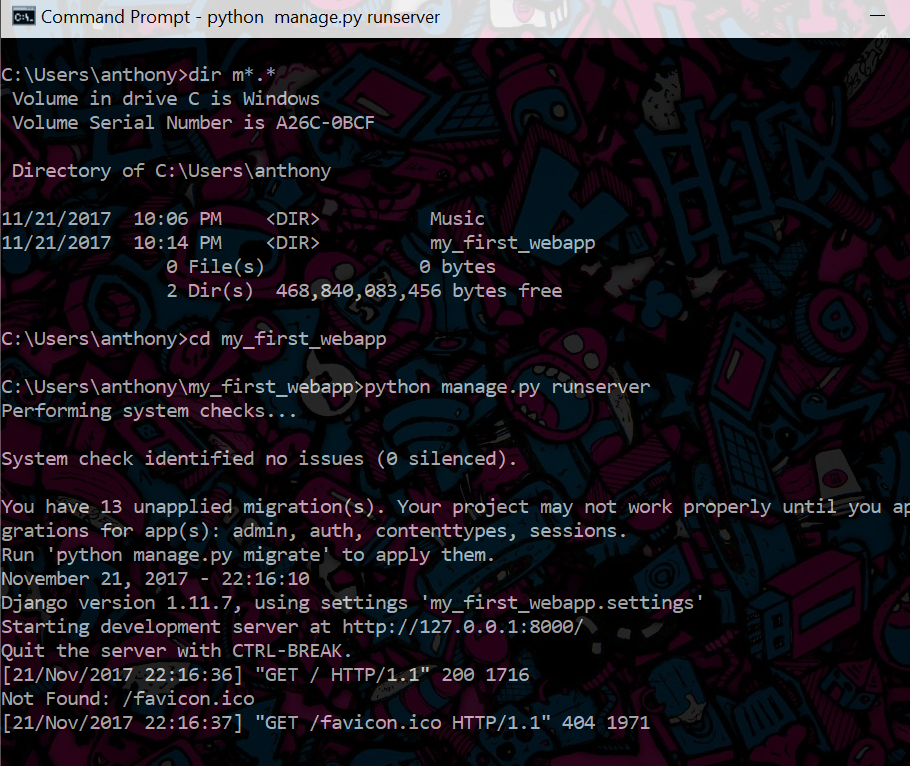 Command Prompt - python  manage.py runserver
C:\Users\anthony>dir m*.*
 Volume in drive C is Windows
 Volume Serial Number is A26C-0BCF
 Directory of C:\Users\anthony
11/21/2017  10:06 PM    <DIR>          Music
11/21/2017  10:14 PM    <DIR>          my_first_webapp
               0 File(s)              0 bytes
               2 Dir(s)  468,840,083,456 bytes free
C:\Users\anthony>cd my_first_webapp
C:\Users\anthony\my_first_webapp>python manage.py runserver
Performing system checks...
System check identified no issues (0 silenced).
You have 13 unapplied migration(s). Your project may not work properly until you ap
grations for app(s): admin, auth, contenttypes, sessions.
Run 'python manage.py migrate' to apply them.
November 21, 2017 - 22:16:10
Django version 1.11.7, using settings 'my_first_webapp.settings'
Starting development server at http://127.0.0.1:8000/
Quit the server with CTRL-BREAK.
[21/Nov/2017 22:16:36] "GET / HTTP/1.1" 200 1716
Not Found: /favicon.ico
[21/Nov/2017 22:16:37] "GET /favicon.ico HTTP/1.1" 404 1971